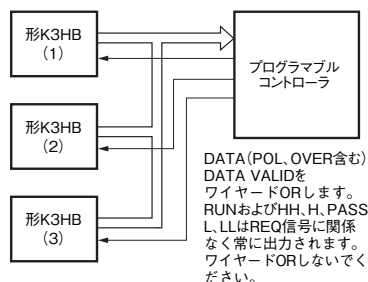 形K3HB
(1)
プログラマブル
コントローラ
形K3HB
(2)
形K3HB
(3)
DATA(POL、OVER含む)
DATA VALIDを
ワイヤードORします。
RUNおよびHH、H、PASS
L、LLはREQ信号に関係
なく常に出力されます。
ワイヤードORしないでく
ださい。